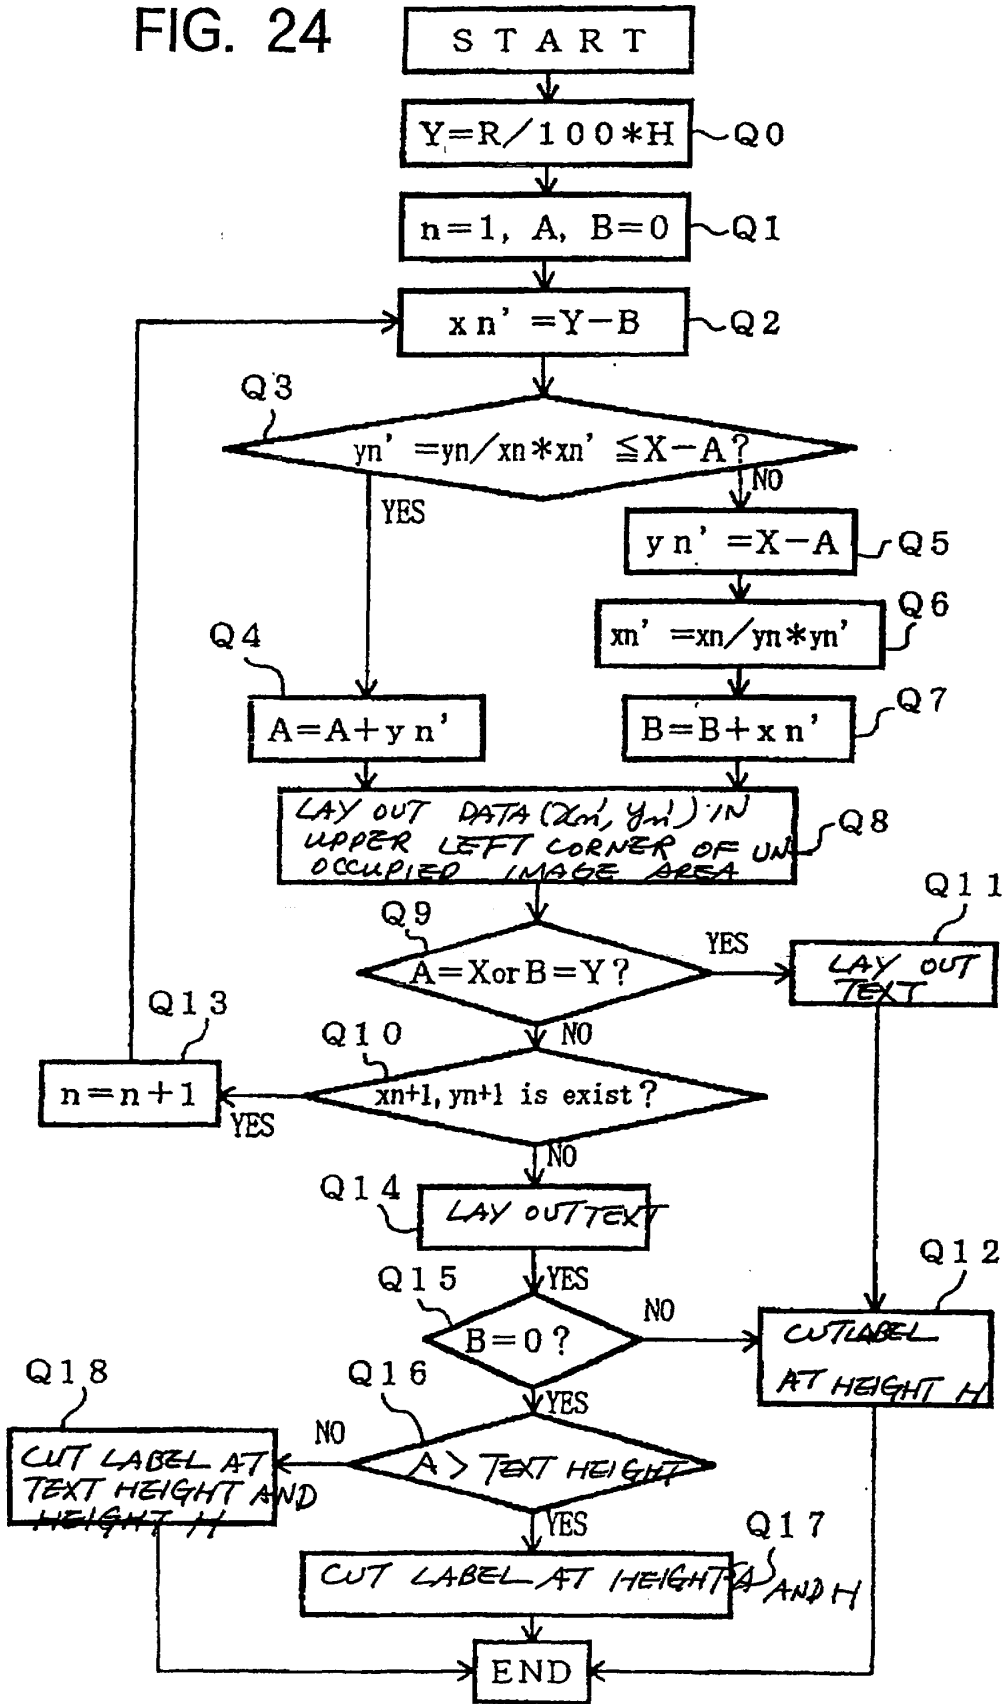 FIG. 24
START
Y=R/100*H
Q0
n=1, A, B=0
Q1
xn'=Y-B
Q2
Q3
yn'=yn/xn*xn'≦X-A?
YES
NO
yn'=X-A
Q5
xn'=xn/yn*yn'
Q6
Q4
A=A+yn'
B=B+xn'
Q7
LAY OUT DATA (xn', yn') IN
UPPER LEFT CORNER OF UN
OCCUPIED IMAGE AREA
Q8
Q9
A=XorB=Y?
YES
Q11
LAY OUT
TEXT
NO
Q13
n=n+1
Q10
xn+1, yn+1 is exist?
YES
NO
Q14
LAY OUT TEXT
YES
Q15
B=0?
NO
Q12
CUT LABEL
AT HEIGHT H
YES
Q16
A > TEXT HEIGHT
NO
Q18
CUT LABEL AT
TEXT HEIGHT AND
HEIGHT H
YES
Q17
CUT LABEL AT HEIGHT A AND H
END